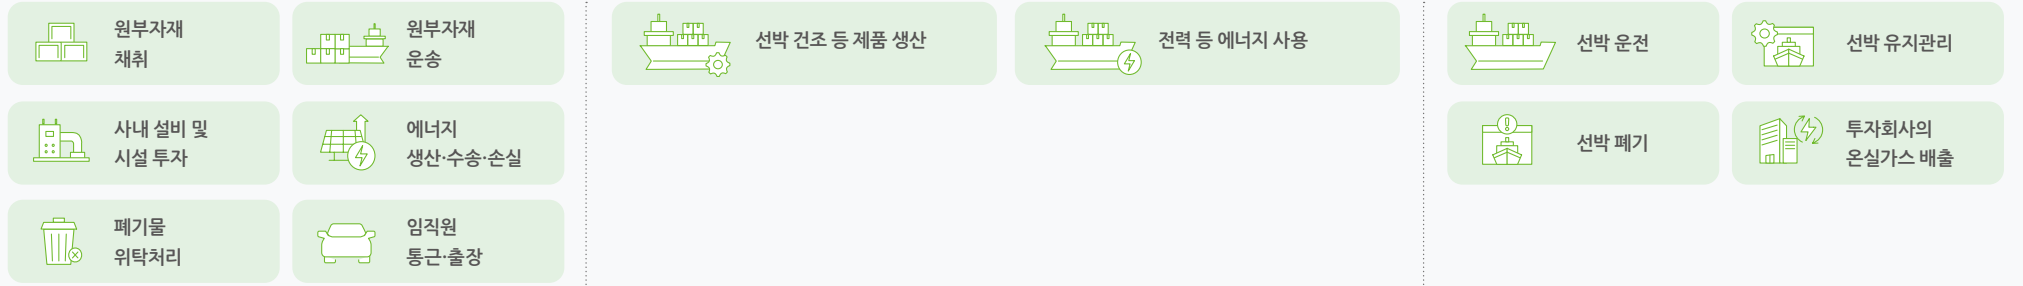 원부자재
채취
원부자재
운송
사내 설비 및
시설 투자
에너지
생산·수송·손실
폐기물
위탁처리
임직원
통근·출장
선박 건조 등 제품 생산
전력 등 에너지 사용
선박 운전
선박 유지관리
선박 폐기
투자회사의
온실가스 배출